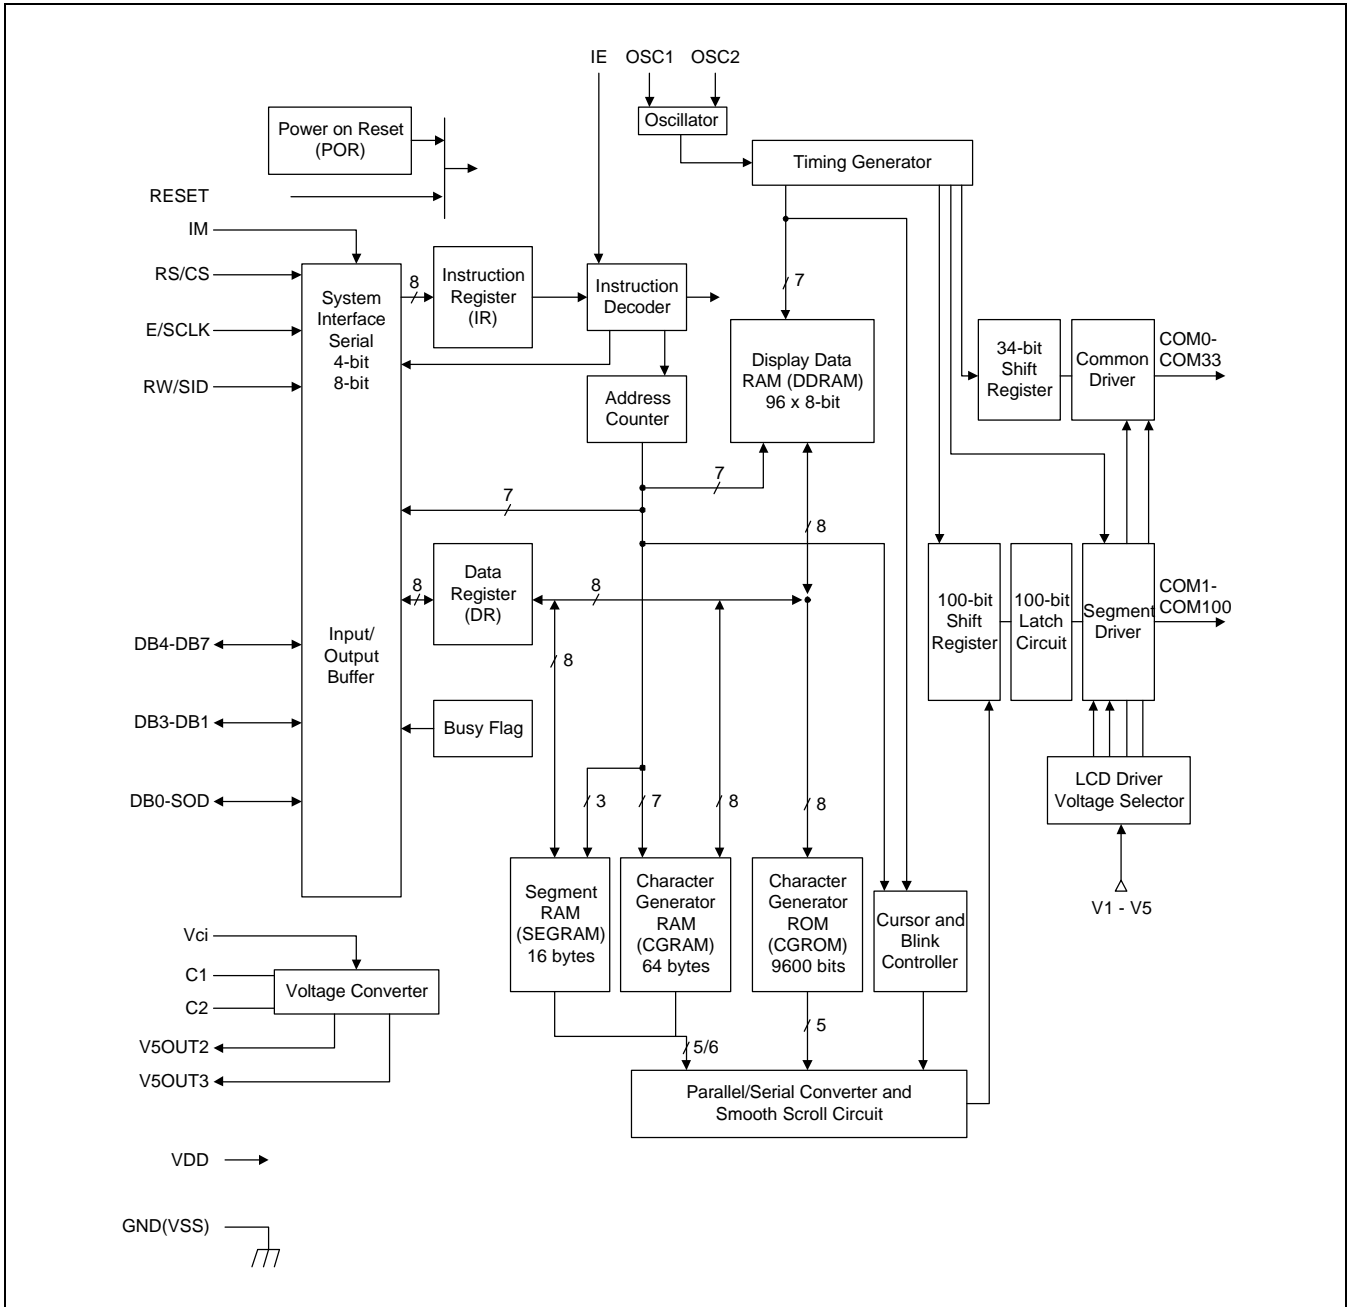 IE OSC1 OSC2
Power on Reset
(POR)
Oscillator
Timing Generator
RESET
IM
RS/CS
E/SCLK
RW/SID
System
Interface
Serial
4-bit
8-bit
8
Instruction
Register
(IR)
Instruction
Decoder
7
Display Data
RAM (DDRAM)
96 x 8-bit
34-bit
Shift
Register
Common
Driver
COM0-
COM33
Address
Counter
7
7
8
Data
Register
(DR)
8
8
8
100-bit
Shift
Register
100-bit
Latch
Circuit
Segment
Driver
COM1-
COM100
DB4-DB7
Input/
Output
Buffer
DB3-DB1
Busy Flag
DB0-SOD
3
7
8
8
LCD Driver
Voltage Selector
V1 - V5
Segment
RAM
(SEGRAM)
16 bytes
Character
Generator
RAM
(CGRAM)
64 bytes
Character
Generator
ROM
(CGROM)
9600 bits
Cursor and
Blink
Controller
Vci
C1
C2
Voltage Converter
V5OUT2
V5OUT3
5/6
5
Parallel/Serial Converter and
Smooth Scroll Circuit
VDD
GND(VSS)